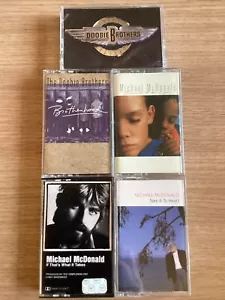 DOOBIE
BROTHERS
The Doobie Brothers
Brotherhood
Michael McDonald
Michael McDonald
If That's What It Takes
MICHAEL McDONALD
Take It To Heart